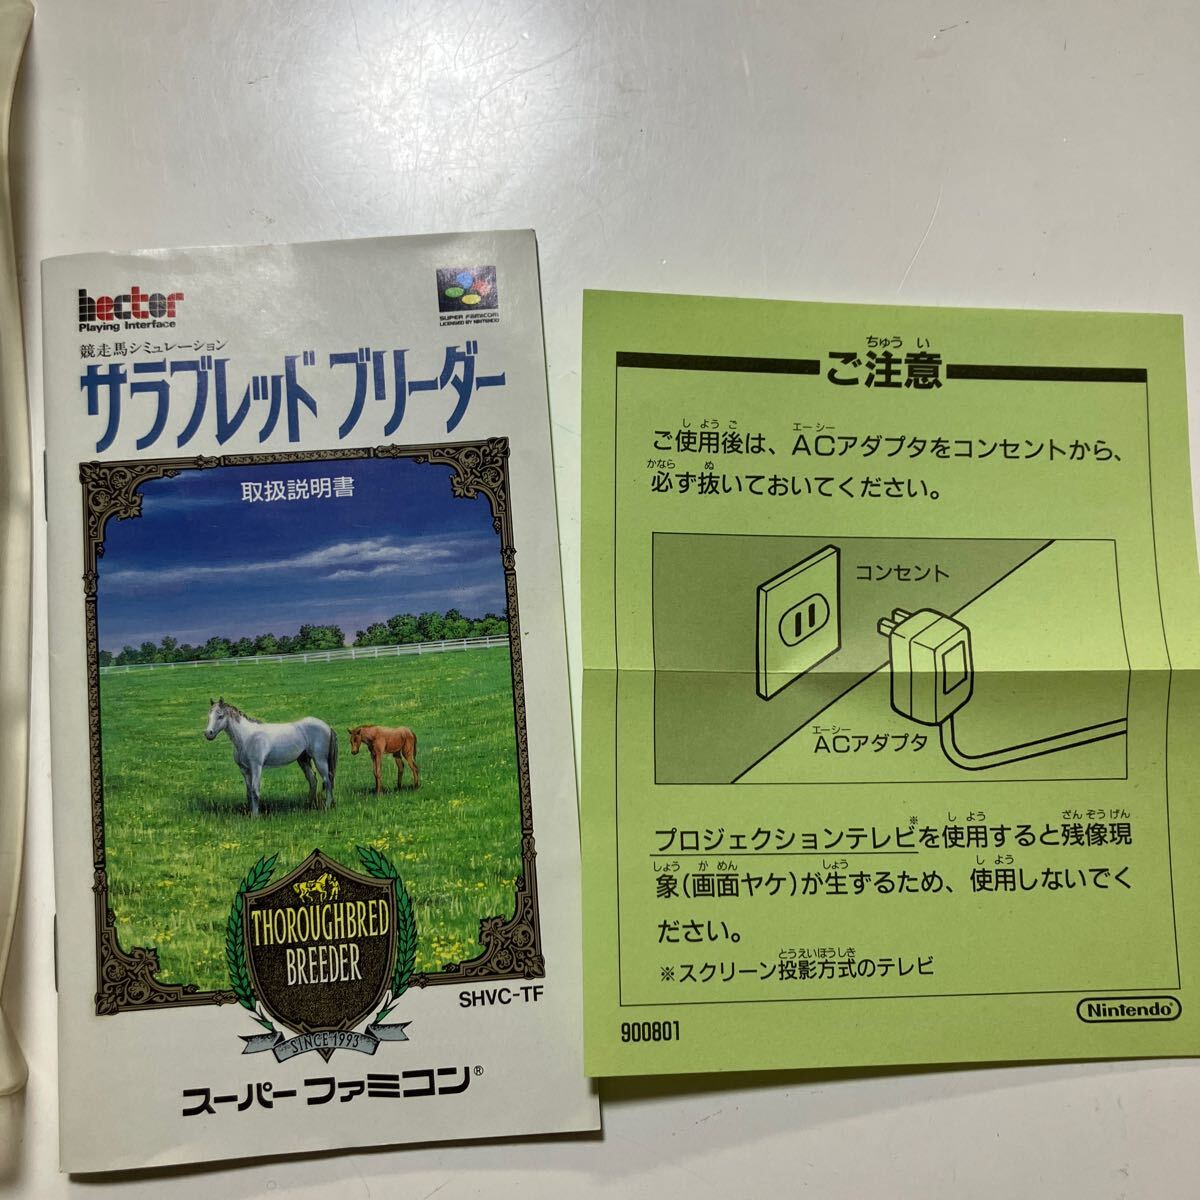 hector
Playing Interface
SUPER FAMICOM
LICENSED BY NINTENDO
競走馬シミュレーション
サラブレッド ブリーダー
取扱説明書
THOROUGHBRED
BREEDER
SINCE 1993
SHVC-TF
スーパーファミコン®
ちゅう い
ご注意
し よう ご エーシー
ご使用後は、ACアダプタをコンセントから、
かなら ぬ
必ず抜いておいてください。
コンセント
エーシー
ACアダプタ
し よう ざん ぞう げん
プロジェクションテレビ※を使用すると残像現
しょう が めん しょう し よう
象(画面ヤケ)が生ずるため、使用しないでく
ださい。
とうえいほうしき
※スクリーン投影方式のテレビ
Nintendo®
900801